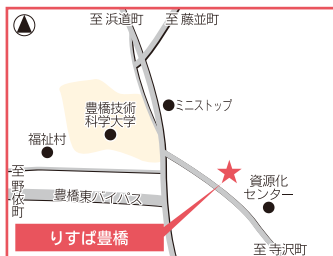 至 浜道町
至 藤並町
ミニストップ
豊橋技術
科学大学
福祉村
至 野依町
豊橋東バイパス
資源化
センター
りすぱ豊橋
至 寺沢町